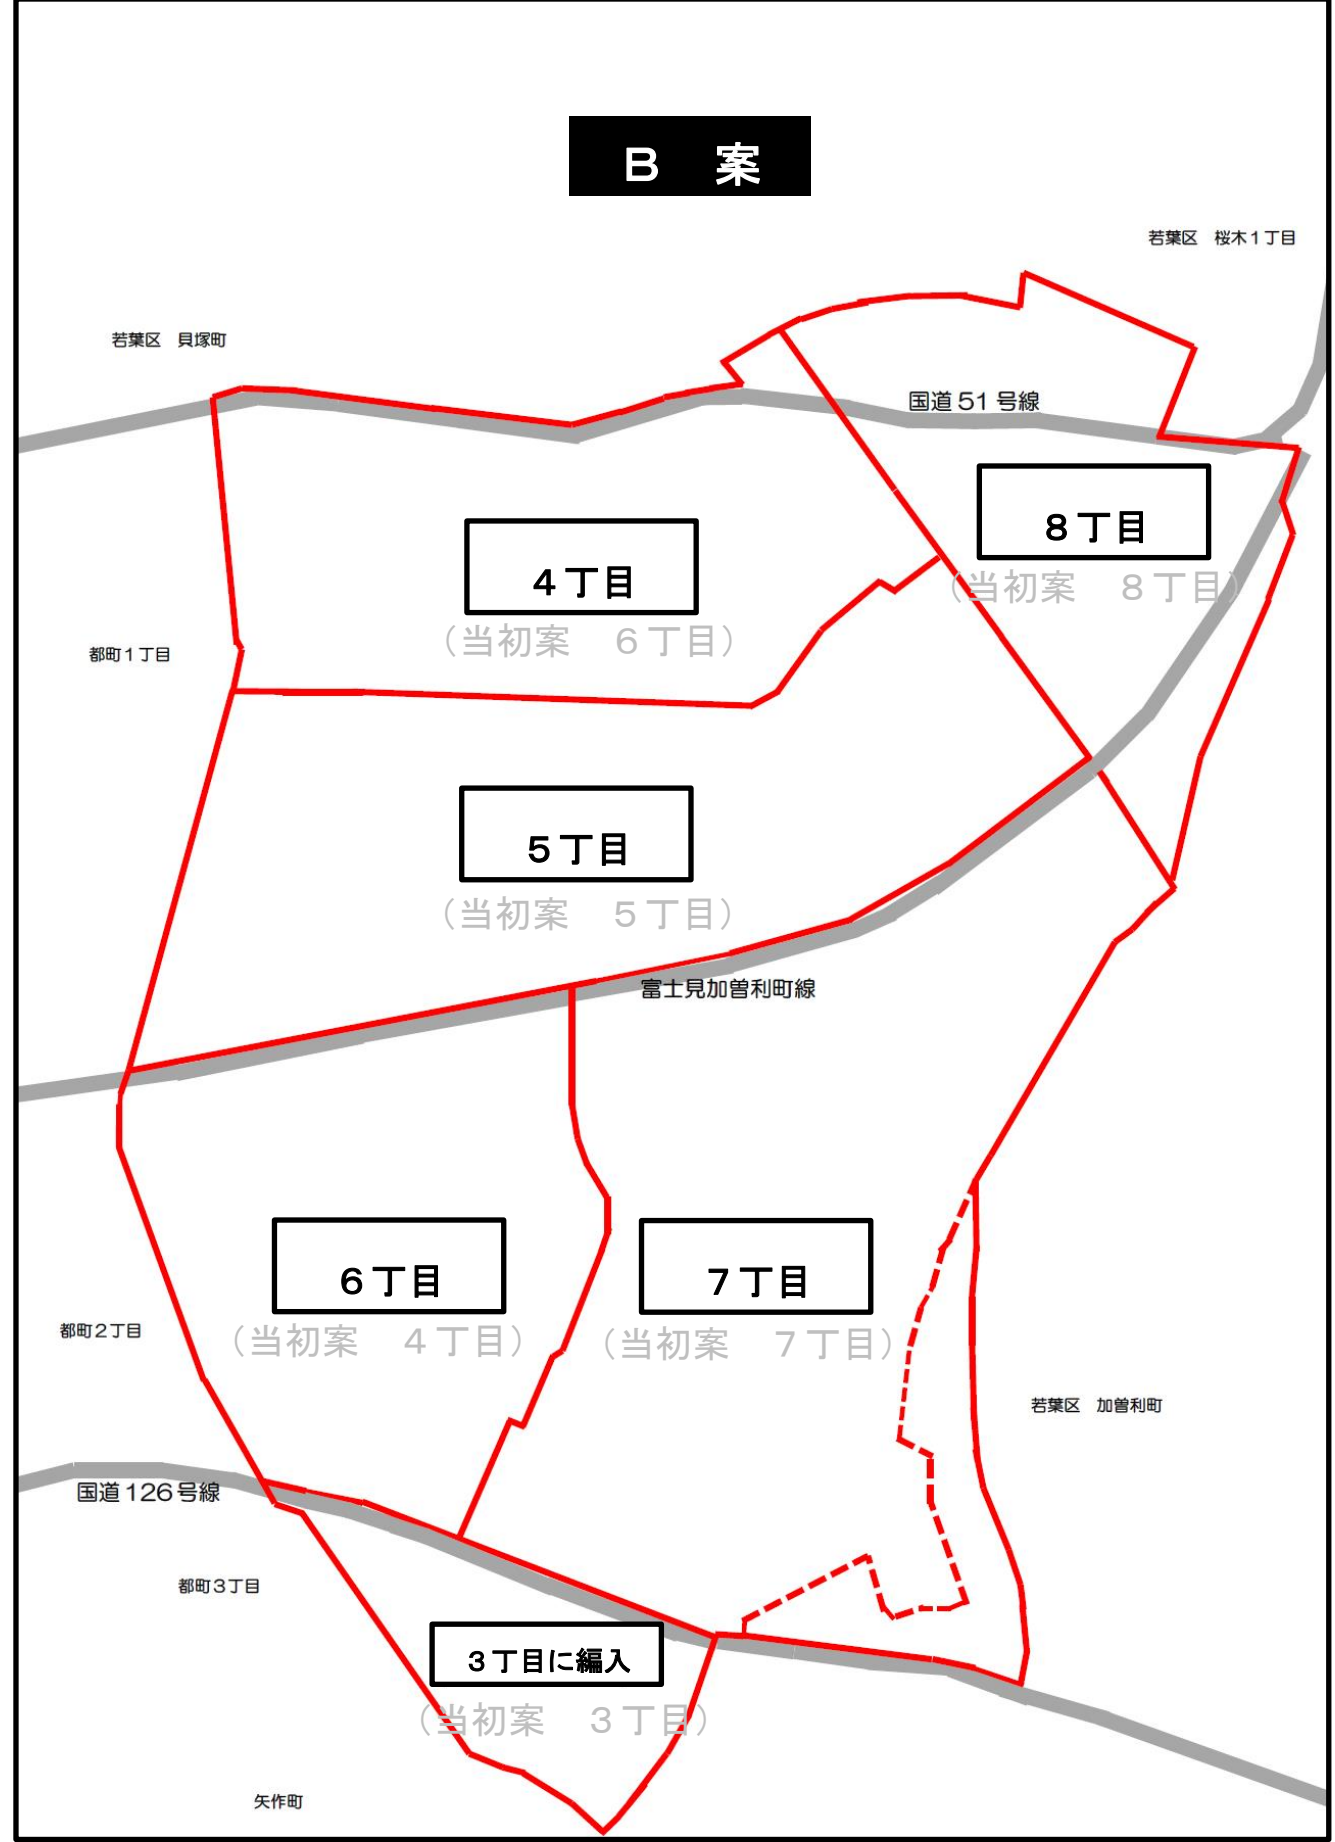 B 案
若葉区 桜木1丁目
若葉区 貝塚町
国道51号線
8丁目
(当初案 8丁目)
4丁目
(当初案 6丁目)
都町1丁目
5丁目
(当初案 5丁目)
富士見加曽利町線
6丁目
(当初案 4丁目)
7丁目
(当初案 7丁目)
都町2丁目
若葉区 加曽利町
国道126号線
都町3丁目
3丁目に編入
(当初案 3丁目)
矢作町